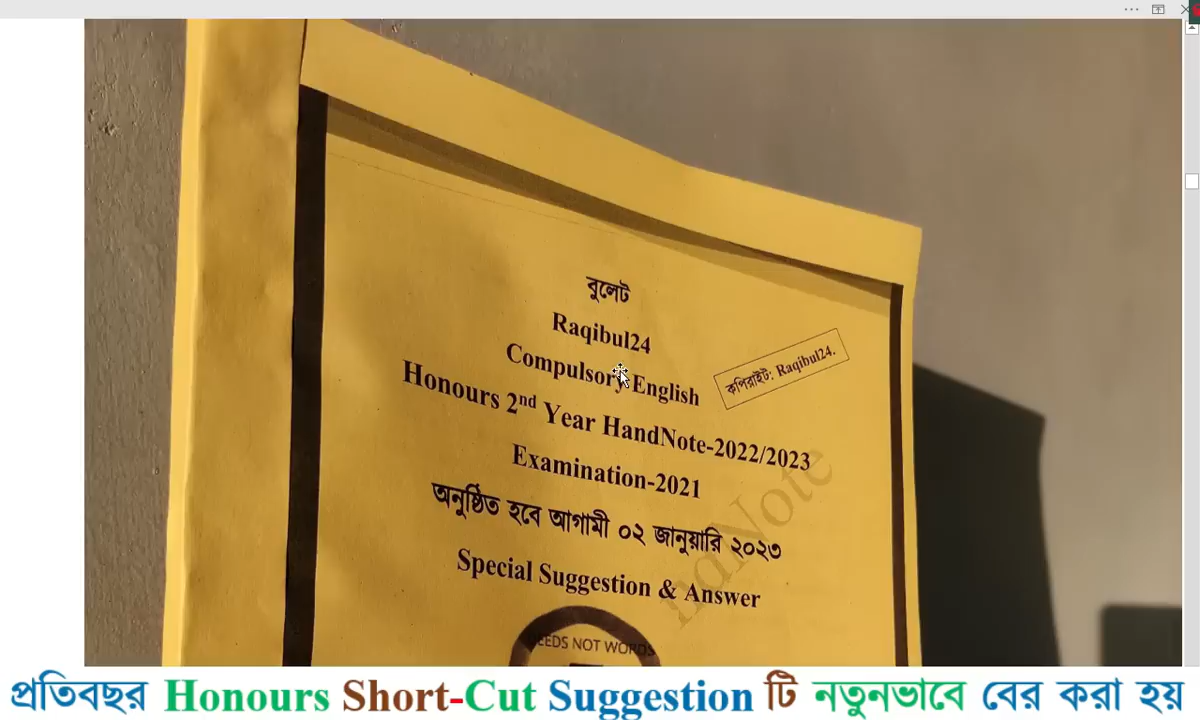 বুলেট
Raqibul24
Compulsory English
কপিরাইট: Raqibul24.
Honours 2nd Year HandNote-2022/2023
Examination-2021
অনুষ্ঠিত হবে আগামী ০২ জানুয়ারি ২০২৩
Special Suggestion & Answer
NOT WORDS
প্রতিবছর Honours Short-Cut Suggestion টি নতুনভাবে বের করা হয়